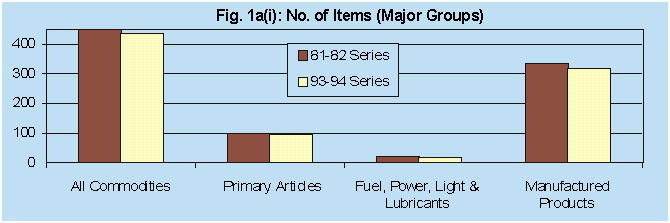 Fig. 1a(i): No. of Items (Major Groups)
400
300
200
100
0
81-82 Series
93-94 Series
All Commodities
Primary Articles
Fuel, Power, Light &
Lubricants
Manufactured
Products